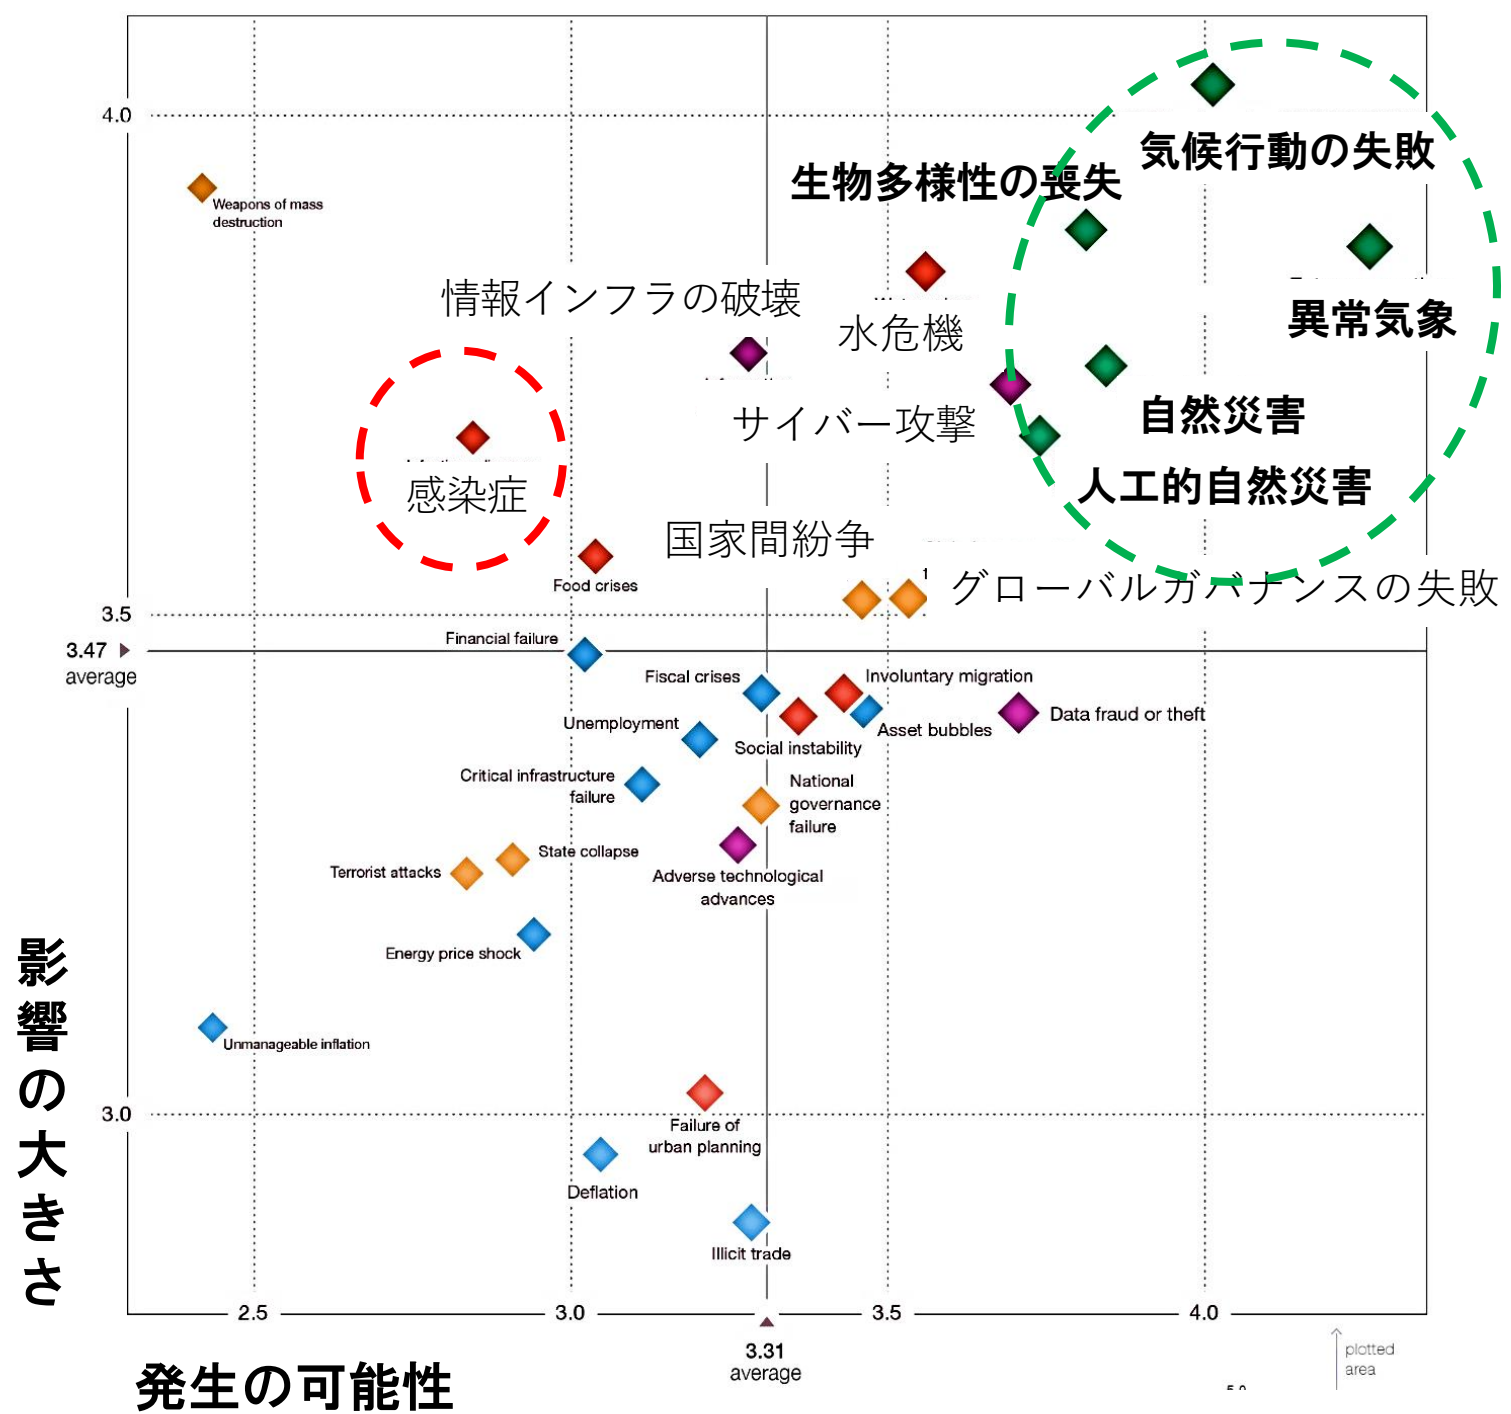 4.0
気候行動の失敗
生物多様性の喪失
Weapons of mass
destruction
情報インフラの破壊
水危機
異常気象
サイバー攻撃
自然災害
感染症
人工的自然災害
国家間紛争
Food crises
グローバルガバナンスの失敗
3.5
Financial failure
3.47
average
Fiscal crises
Involuntary migration
Unemployment
Data fraud or theft
Asset bubbles
Social instability
Critical infrastructure
failure
National
governance
failure
State collapse
Terrorist attacks
Adverse technological
advances
Energy price shock
影響の大きさ
Unmanageable inflation
3.0
Failure of
urban planning
Deflation
Illicit trade
2.5
3.0
3.5
4.0
3.31
average
plotted
area
発生の可能性